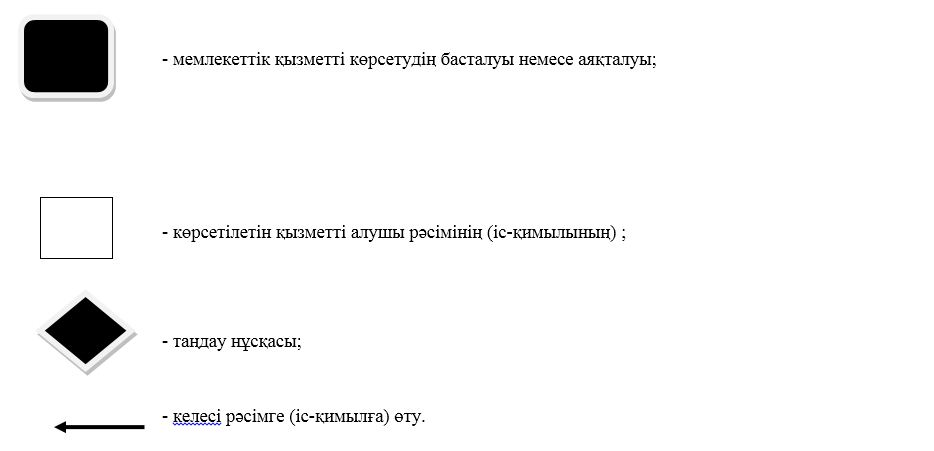 - мемлекеттік қызметті көрсетудің басталуы немесе аяқталуы;
- көрсетілетін қызметті алушы рәсімінің (іс-қимылының) ;
- таңдау нұсқасы;
- келесі рәсімге (іс-қимылға) өту.